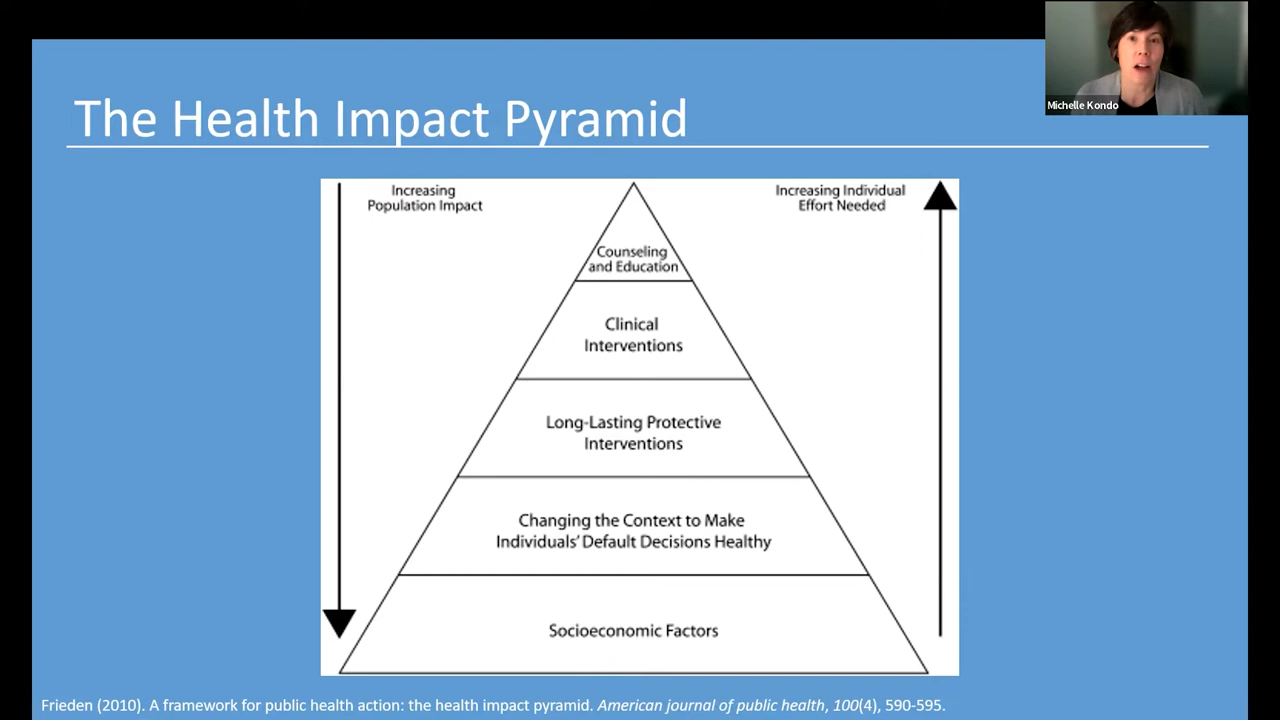 Michelle Kondo
The Health Impact Pyramid
Increasing
Population Impact
Increasing Individual
Effort Needed
Counseling
and Education
Clinical
Interventions
Long-Lasting Protective
Interventions
Changing the Context to Make
Individuals' Default Decisions Healthy
Socioeconomic Factors
Frieden (2010). A framework for public health action: the health impact pyramid. American journal of public health, 100(4), 590-595.